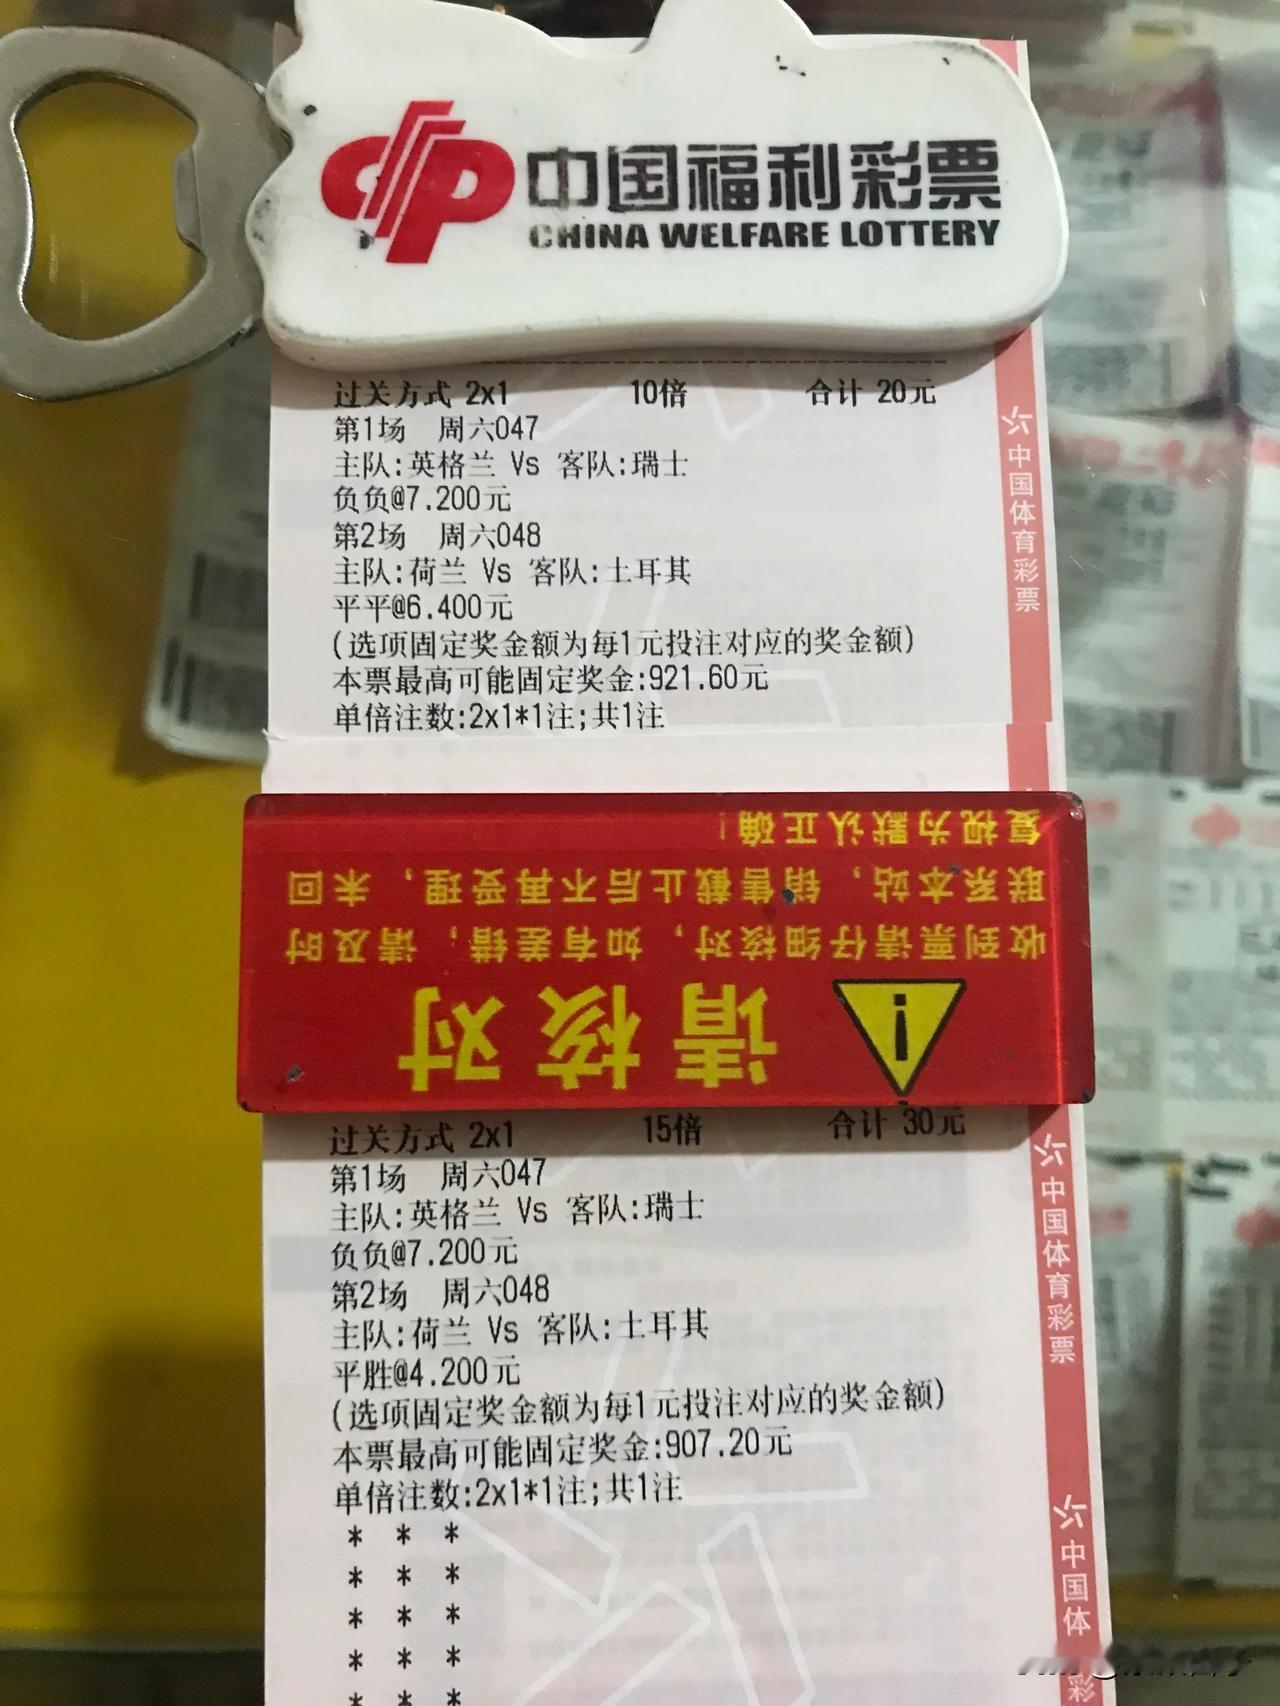 中国福利彩票
CHINA WELFARE LOTTERY
过关方式 2x1 10倍 合计 20元
第1场 周六047
主队:英格兰 Vs 客队:瑞士
负负@7.200元
第2场 周六048
主队:荷兰 Vs 客队:土耳其
平平@6.400元
(选项固定奖金额为每1元投注对应的奖金额)
本票最高可能固定奖金:921.60元
单倍注数:2x1*1注;共1注
中国体育彩票
请核对
收到票请仔细核对，如有差错，请及时
联系本站，销售截止后不再受理，未回
复视为默认正确！
过关方式 2x1 15倍 合计 30元
第1场 周六047
主队:英格兰 Vs 客队:瑞士
负负@7.200元
第2场 周六048
主队:荷兰 Vs 客队:土耳其
平胜@4.200元
(选项固定奖金额为每1元投注对应的奖金额)
本票最高可能固定奖金:907.20元
单倍注数:2x1*1注;共1注
* * *
* * *
* * *
* * *
* * *
中国体育彩票
中国体
彩